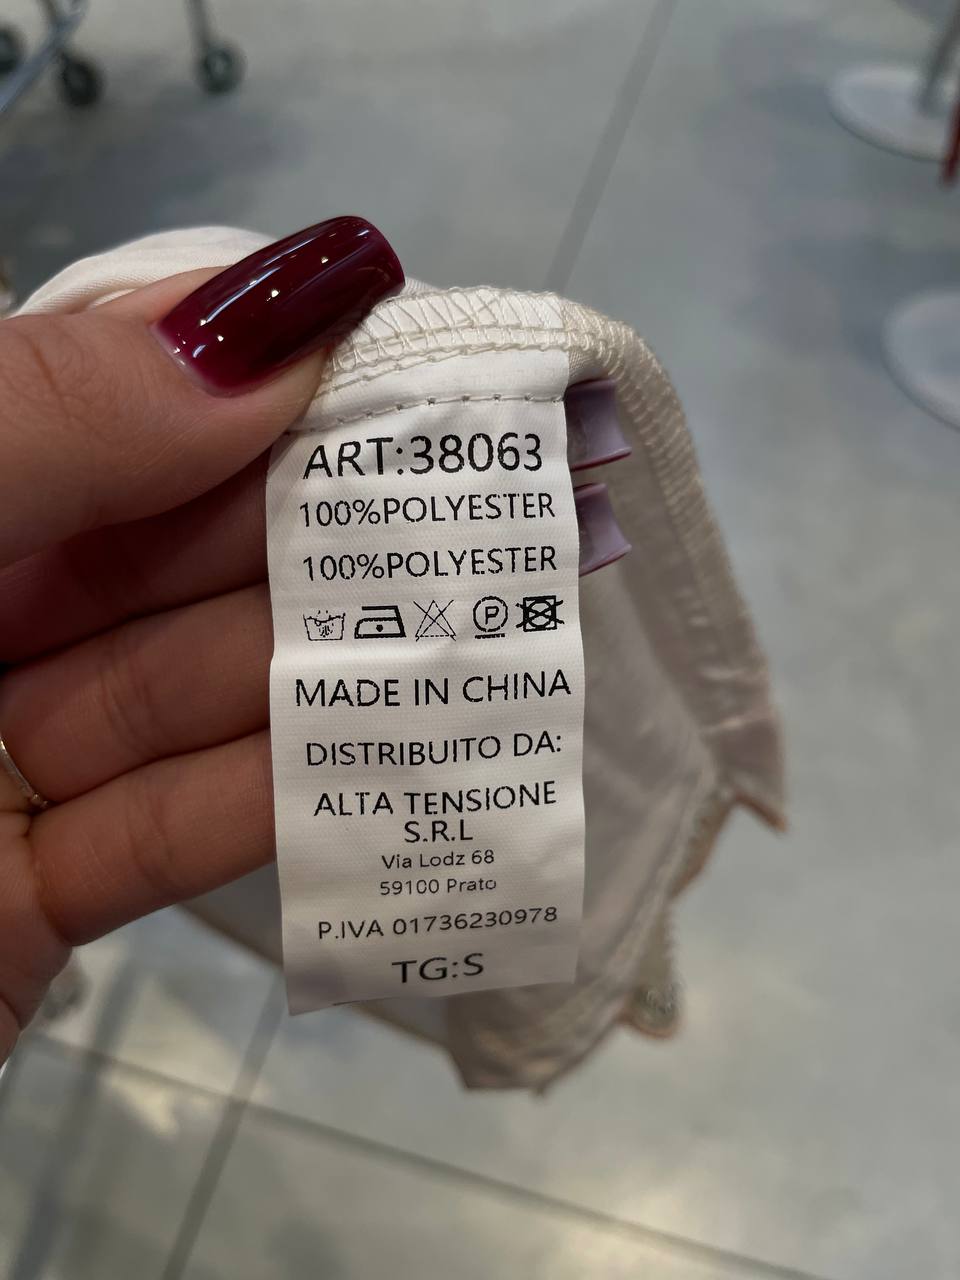 ART:38063
100%POLYESTER
100%POLYESTER
P
MADE IN CHINA
DISTRIBUITO DA:
ALTA TENSIONE
S.R.L
Via Lodz 68
59100 Prato
P.IVA 01736230978
TG:S